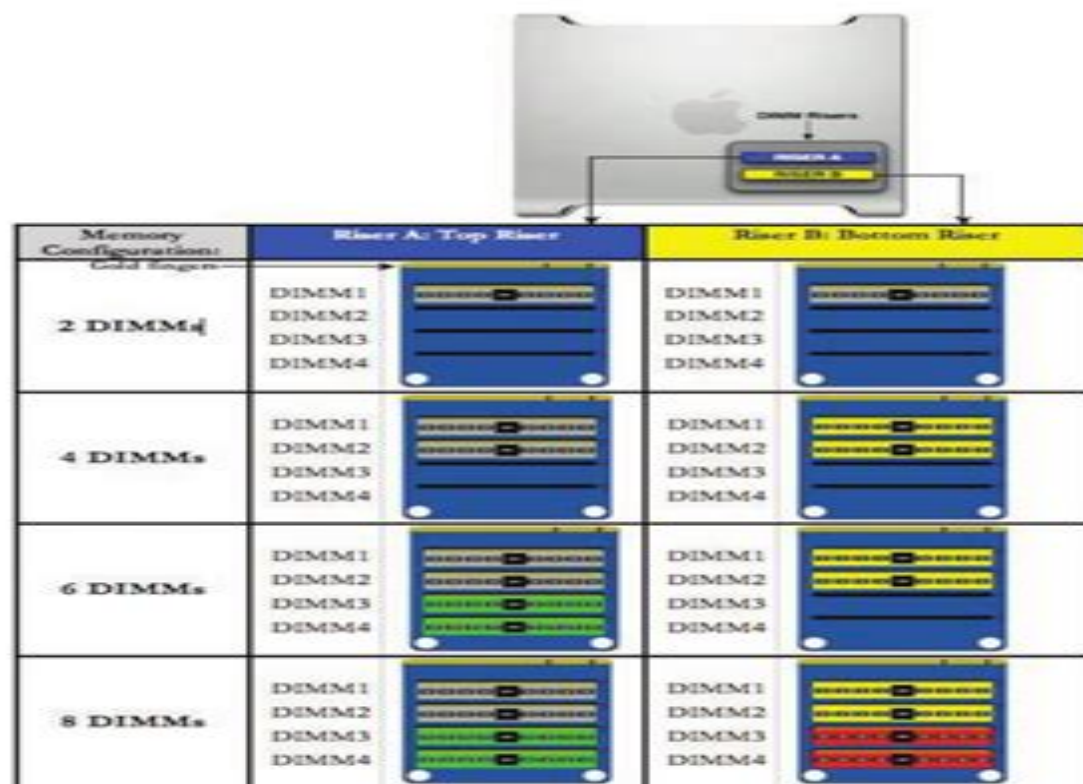 DIMM Risers
RISER A
RISER B
Memory
Configuration:
Riser A: Top Riser
Riser B: Bottom Riser
Gold fingers
2 DIMMs
DIMM1
DIMM2
DIMM3
DIMM4
DIMM1
DIMM2
DIMM3
DIMM4
4 DIMMs
DIMM1
DIMM2
DIMM3
DIMM4
DIMM1
DIMM2
DIMM3
DIMM4
6 DIMMs
DIMM1
DIMM2
DIMM3
DIMM4
DIMM1
DIMM2
DIMM3
DIMM4
8 DIMMs
DIMM1
DIMM2
DIMM3
DIMM4
DIMM1
DIMM2
DIMM3
DIMM4